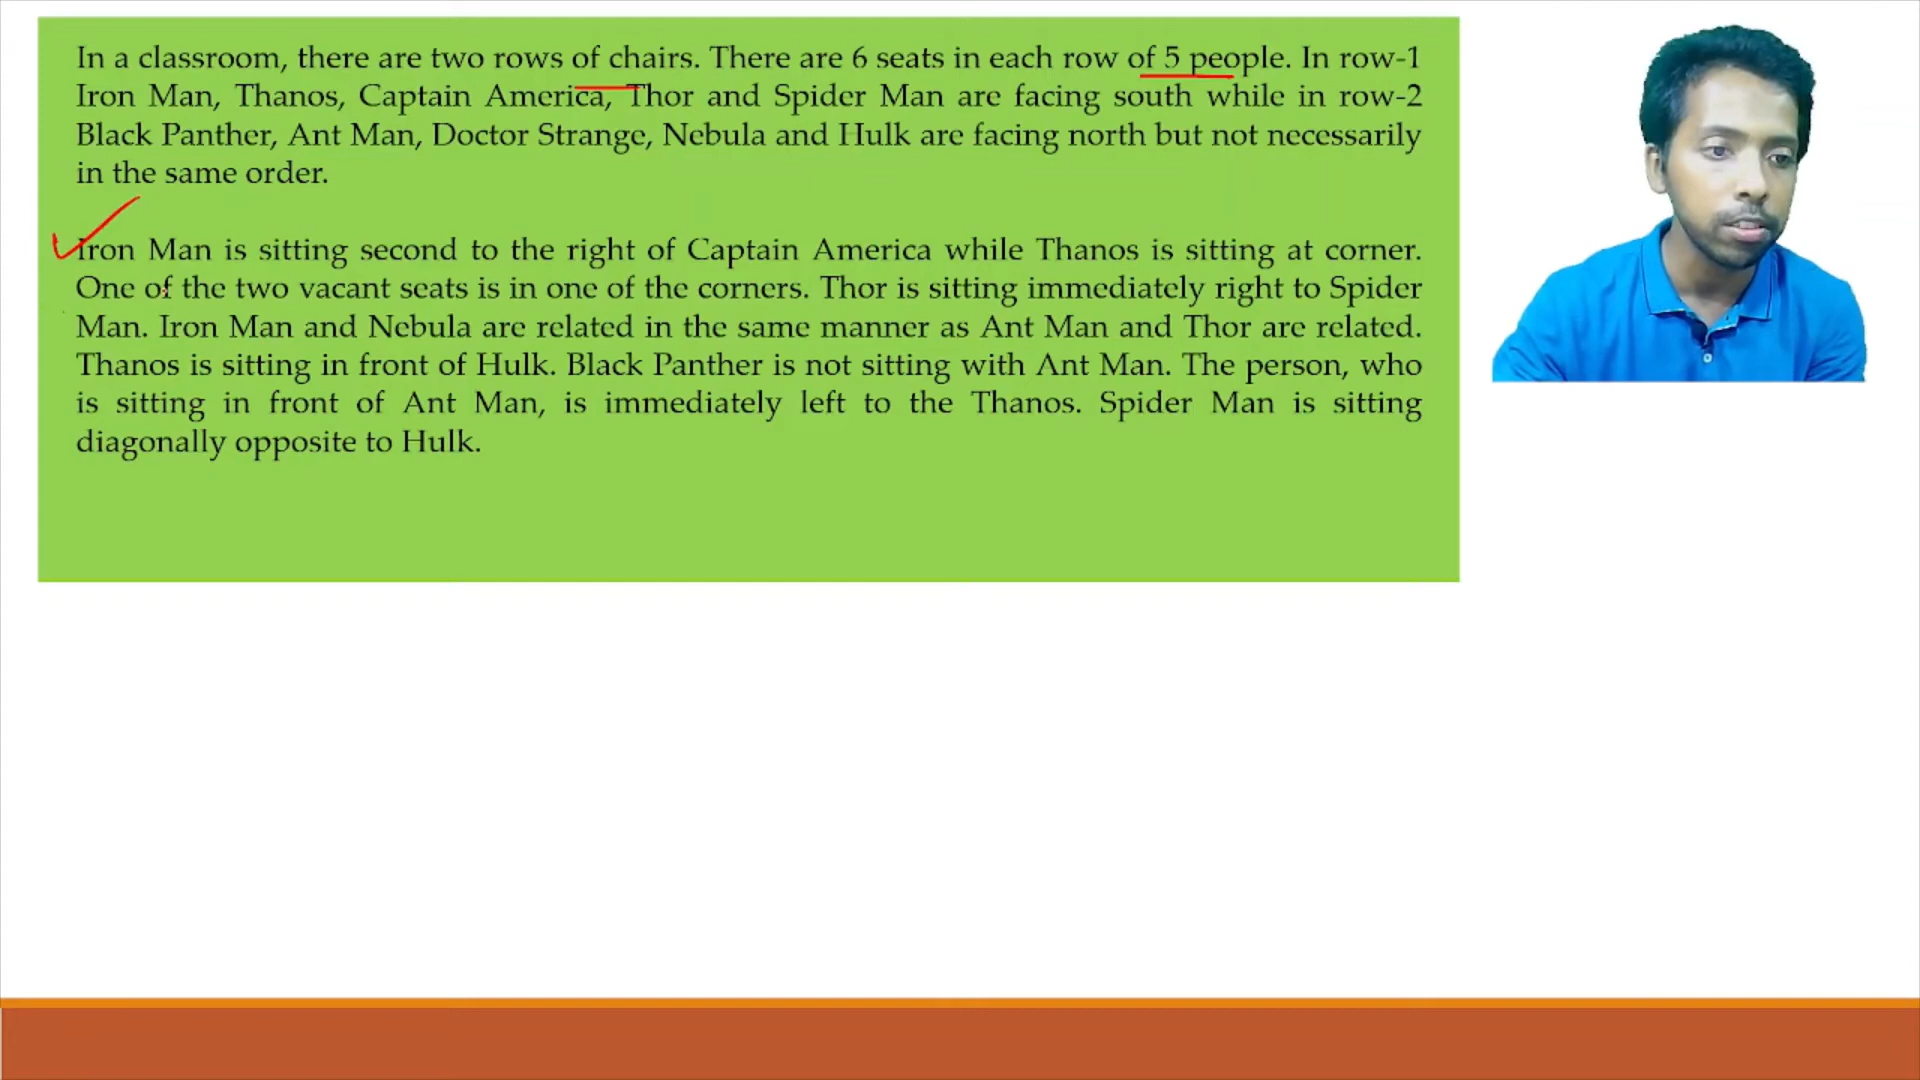 In a classroom, there are two rows of chairs. There are 6 seats in each row of 5 people. In row-1
Iron Man, Thanos, Captain America, Thor and Spider Man are facing south while in row-2
Black Panther, Ant Man, Doctor Strange, Nebula and Hulk are facing north but not necessarily
in the same order.
Iron Man is sitting second to the right of Captain America while Thanos is sitting at corner.
One of the two vacant seats is in one of the corners. Thor is sitting immediately right to Spider
Man. Iron Man and Nebula are related in the same manner as Ant Man and Thor are related.
Thanos is sitting in front of Hulk. Black Panther is not sitting with Ant Man. The person, who
is sitting in front of Ant Man, is immediately left to the Thanos. Spider Man is sitting
diagonally opposite to Hulk.